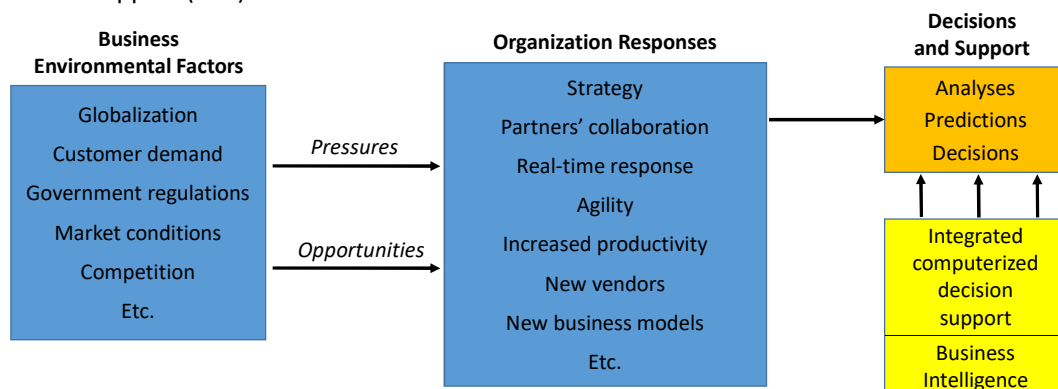 Business
Environmental Factors
Globalization
Customer demand
Government regulations
Market conditions
Competition
Etc.
Pressures
Opportunities
Organization Responses
Strategy
Partners’ collaboration
Real-time response
Agility
Increased productivity
New vendors
New business models
Etc.
Decisions
and Support
Analyses
Predictions
Decisions
Integrated
computerized
decision
support
Business
Intelligence